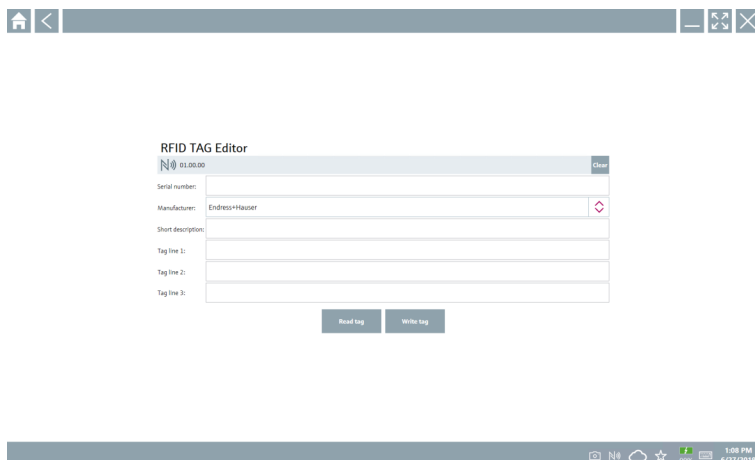 RFID TAG Editor
01.00.00 Clear
Serial number:
Manufacturer: Endress+Hauser
Short description:
Tag line 1:
Tag line 2:
Tag line 3:
Read tag Write tag
1:08 PM